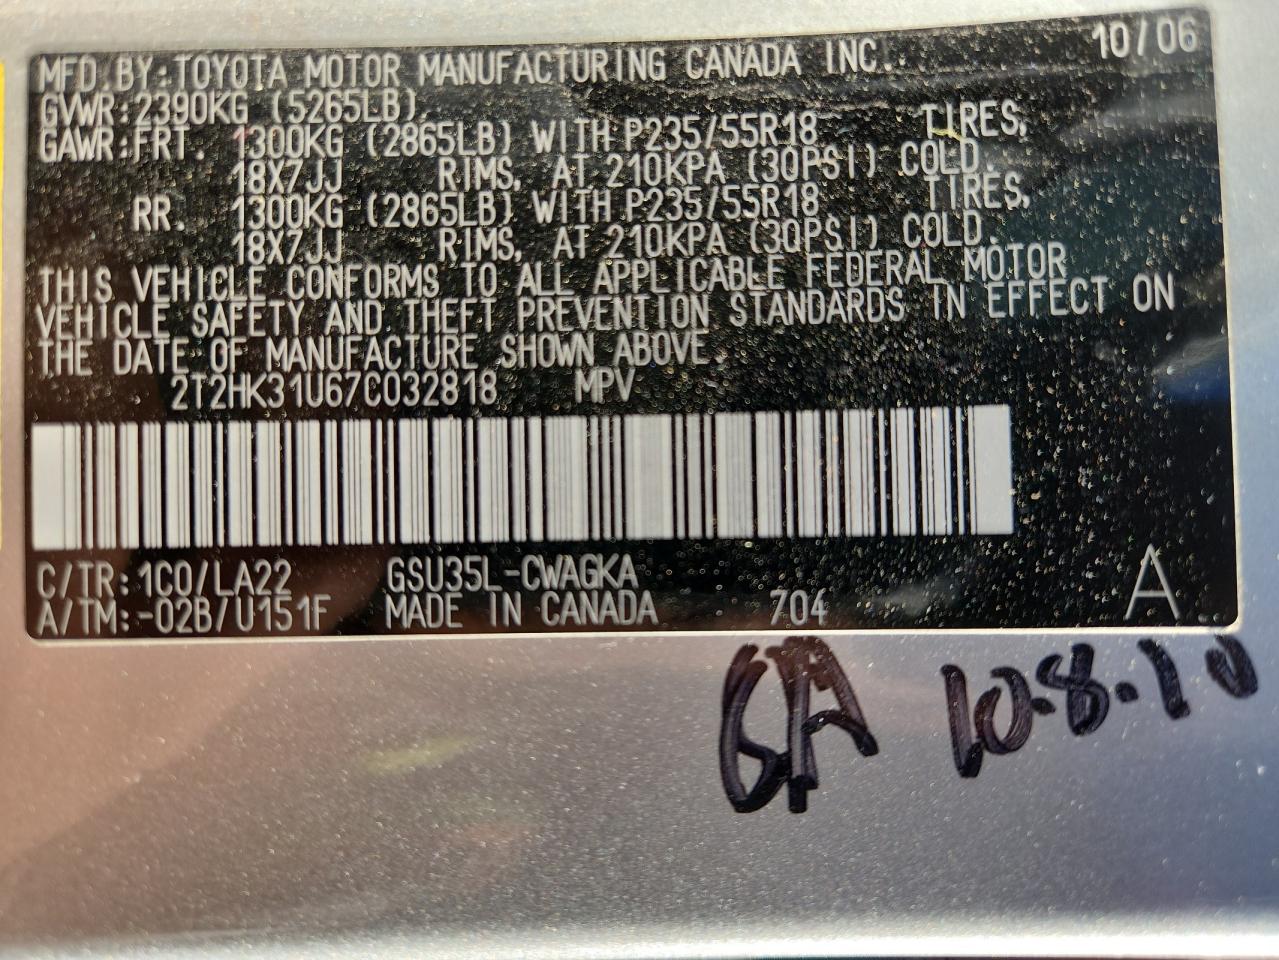 10/06
MFD.BY:TOYOTA MOTOR MANUFACTURING CANADA INC.
GVWR:2390KG (5265LB)
GAWR:FRT. 1300KG (2865LB) WITH P235/55R18 TIRES,
18X7JJ RIMS, AT 210KPA (30PSI) COLD.
RR. 1300KG (2865LB) WITH P235/55R18 TIRES,
18X7JJ RIMS, AT 210KPA (30PSI) COLD.
THIS VEHICLE CONFORMS TO ALL APPLICABLE FEDERAL MOTOR
VEHICLE SAFETY AND THEFT PREVENTION STANDARDS IN EFFECT ON
THE DATE OF MANUFACTURE SHOWN ABOVE.
2T2HK31U67C032818 MPV
C/TR:1C0/LA22 GSU35L-CWAGKA
A/TM:-02B/U151F MADE IN CANADA 704 A
10-8-10